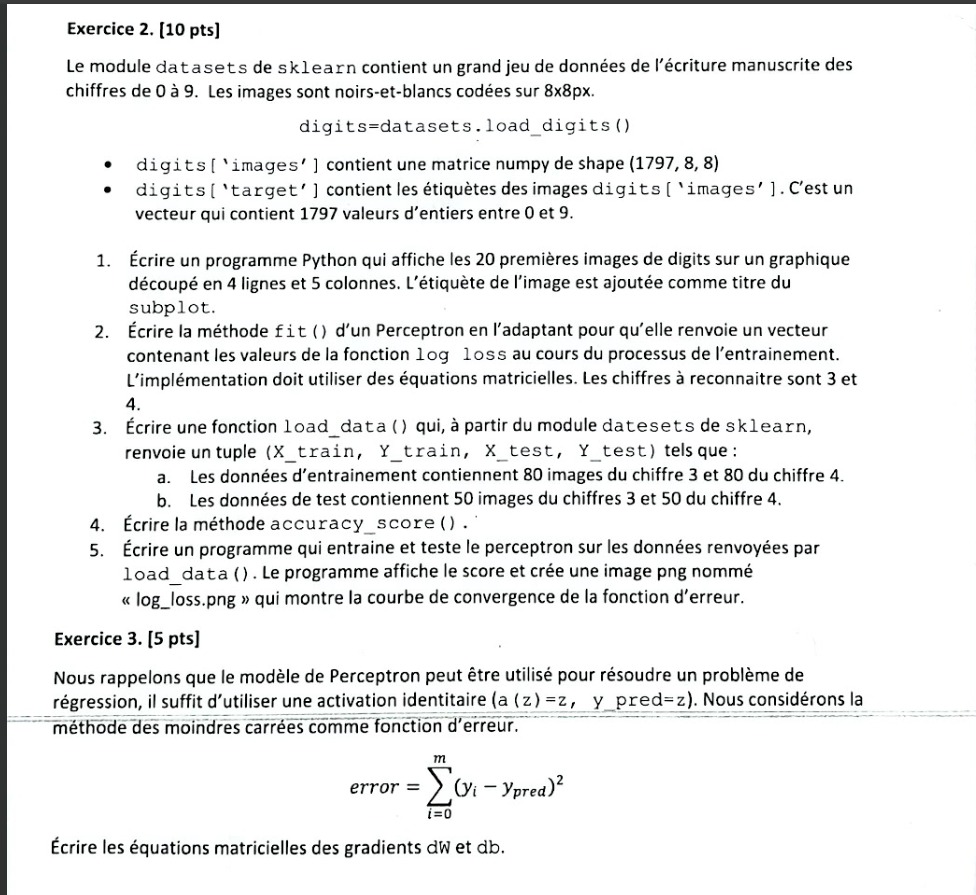 Exercice 2. [10 pts]
Le module datasets de sklearn contient un grand jeu de données de l'écriture manuscrite des
chiffres de 0 à 9. Les images sont noirs-et-blancs codées sur 8x8px.
digits=datasets.load_digits()
• digits[‘images’] contient une matrice numpy de shape (1797, 8, 8)
• digits[‘target’] contient les étiquètes des images digits[‘images’]. C'est un
vecteur qui contient 1797 valeurs d'entiers entre 0 et 9.
1. Écrire un programme Python qui affiche les 20 premières images de digits sur un graphique
découpé en 4 lignes et 5 colonnes. L'étiquète de l'image est ajoutée comme titre du
subplot.
2. Écrire la méthode fit() d'un Perceptron en l'adaptant pour qu'elle renvoie un vecteur
contenant les valeurs de la fonction log loss au cours du processus de l'entrainement.
L'implémentation doit utiliser des équations matricielles. Les chiffres à reconnaitre sont 3 et
4.
3. Écrire une fonction load_data() qui, à partir du module datesets de sklearn,
renvoie un tuple (X_train, Y_train, X_test, Y_test) tels que :
a. Les données d'entrainement contiennent 80 images du chiffre 3 et 80 du chiffre 4.
b. Les données de test contiennent 50 images du chiffres 3 et 50 du chiffre 4.
4. Écrire la méthode accuracy_score().
5. Écrire un programme qui entraine et teste le perceptron sur les données renvoyées par
load_data(). Le programme affiche le score et crée une image png nommé
« log_loss.png » qui montre la courbe de convergence de la fonction d'erreur.
Exercice 3. [5 pts]
Nous rappelons que le modèle de Perceptron peut être utilisé pour résoudre un problème de
régression, il suffit d'utiliser une activation identitaire (a(z)=z, y_pred=z). Nous considérons la
méthode des moindres carrées comme fonction d'erreur.
error = ∑_{i=0}^{m} (y_i − y_pred)²
Écrire les équations matricielles des gradients dW et db.